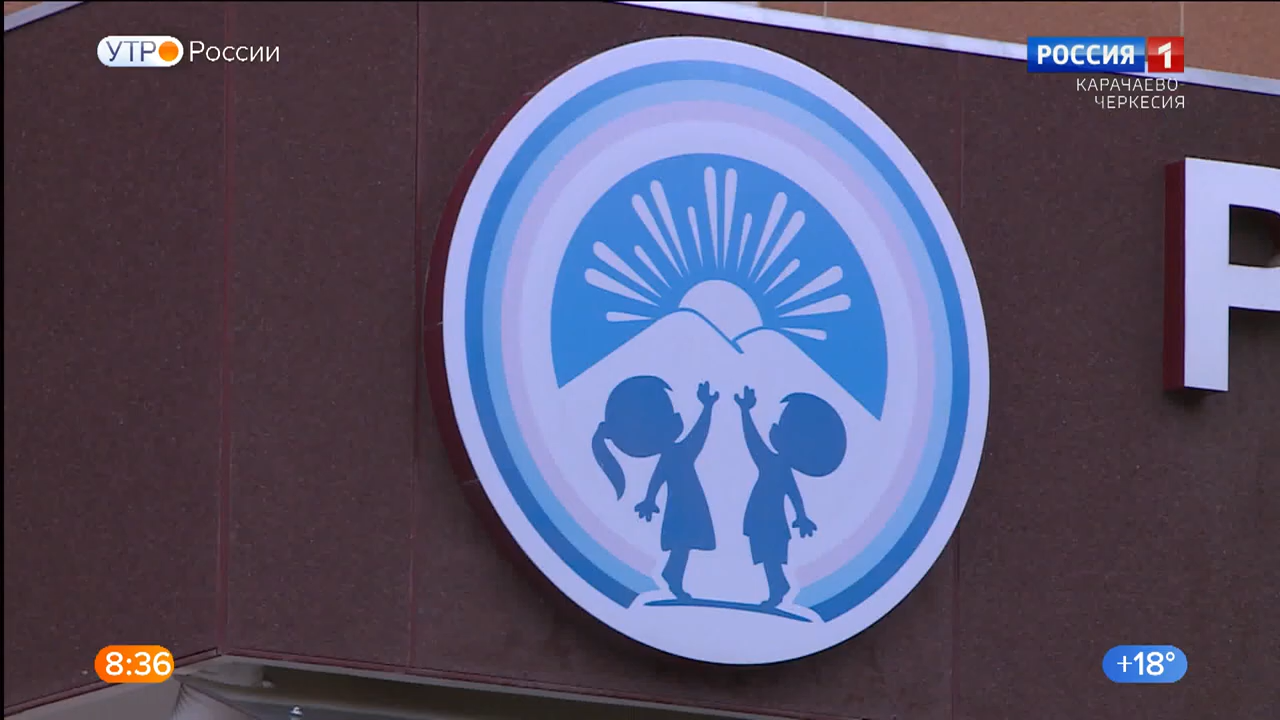 УТРО России
РОССИЯ 1
КАРАЧАЕВО-
ЧЕРКЕСИЯ
Р
8:36
+18°